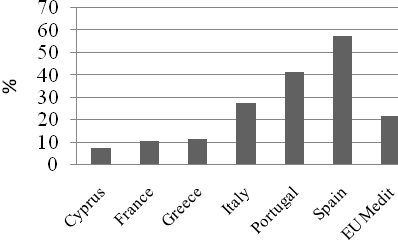 70
60
50
40
30
20
10
0
%
Cyprus
France
Greece
Italy
Portugal
Spain
EU Medit